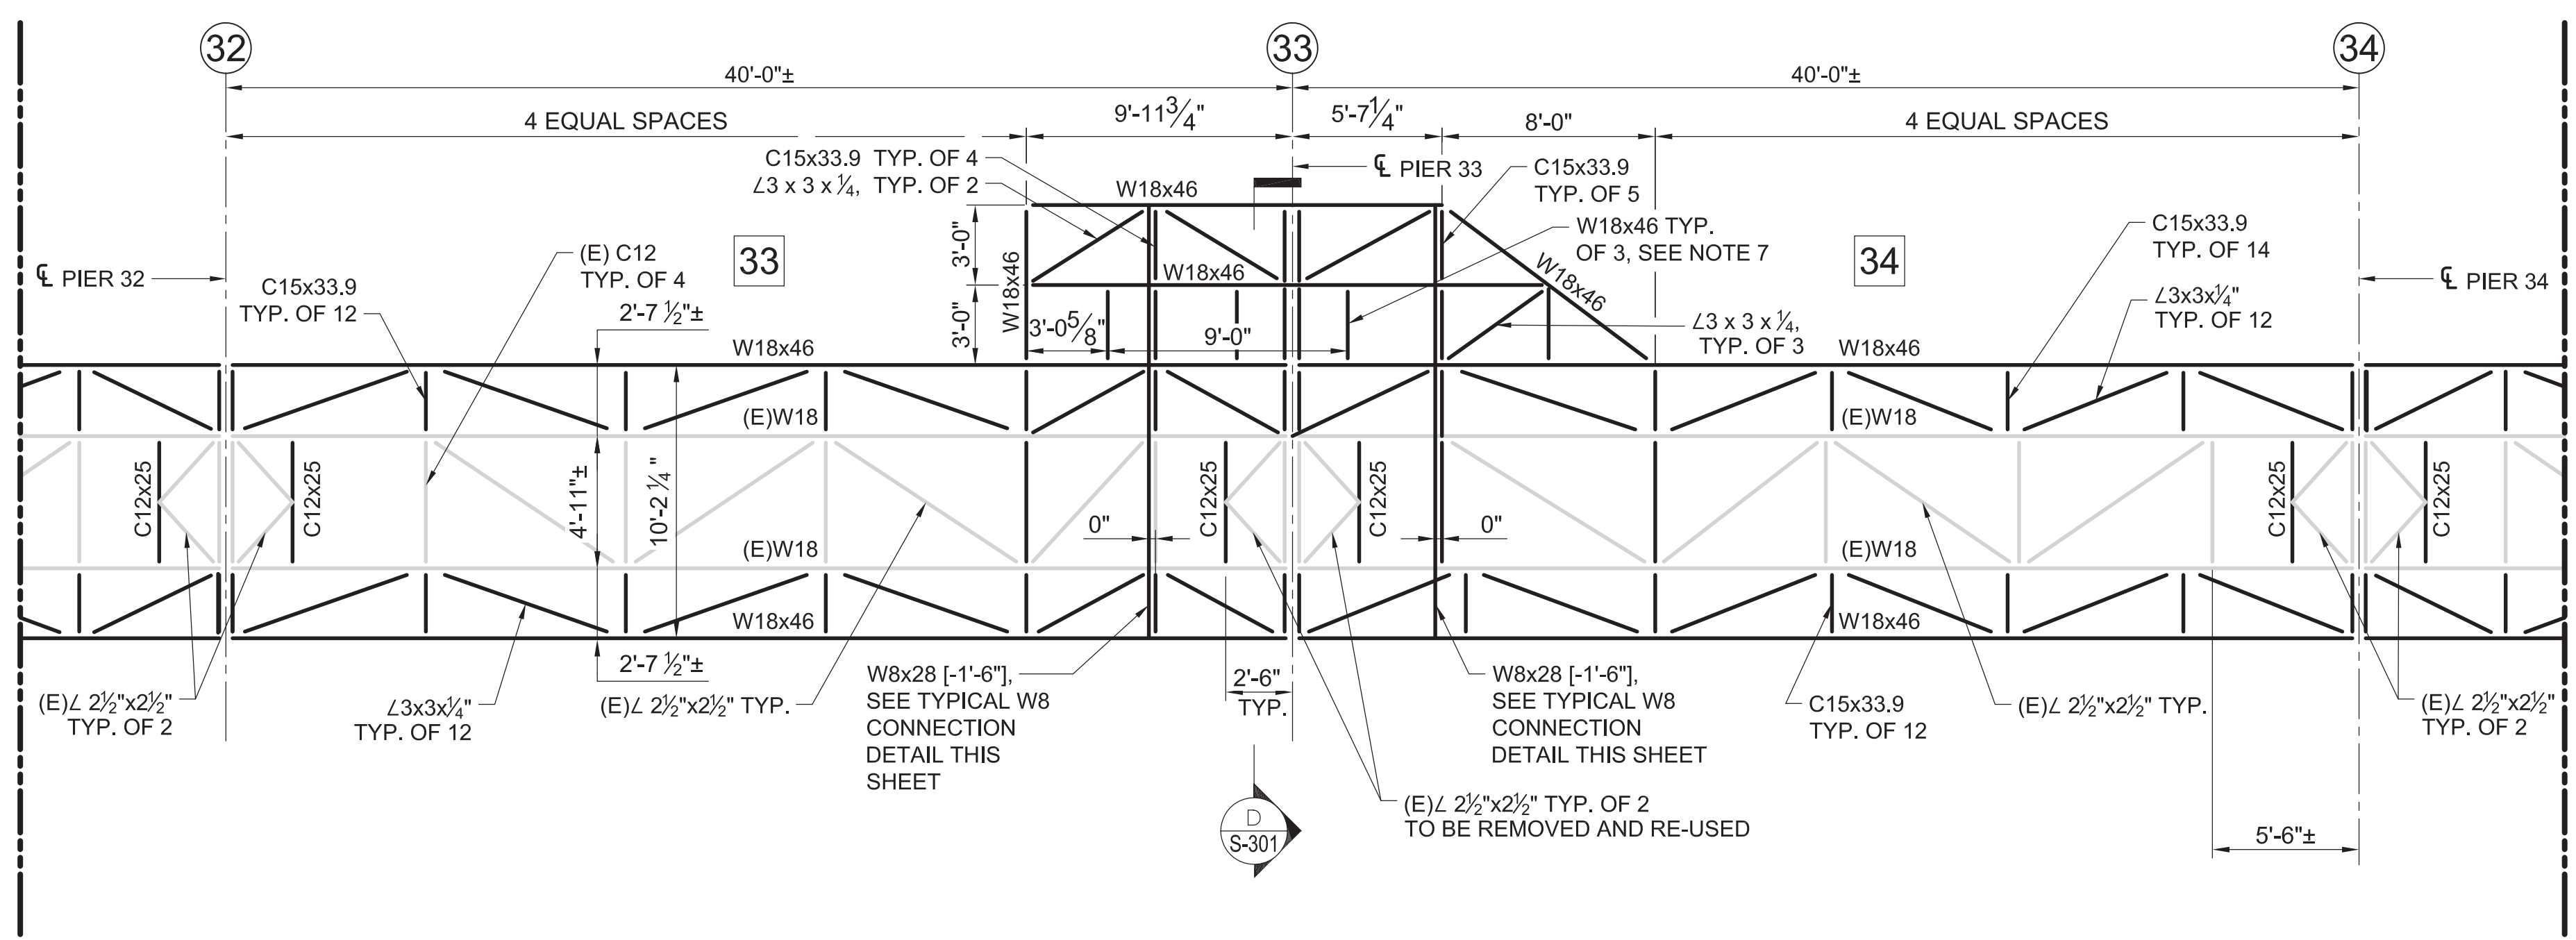 32
33
34
40'-0"±
40'-0"±
4 EQUAL SPACES
9'-11 3/4"
5'-7 1/4"
8'-0"
4 EQUAL SPACES
C15x33.9 TYP. OF 4
∠3 x 3 x 1/4, TYP. OF 2
W18x46
℄ PIER 33
C15x33.9
TYP. OF 5
W18x46 TYP.
OF 3, SEE NOTE 7
C15x33.9
TYP. OF 14
℄ PIER 32
(E) C12
TYP. OF 4
33
34
℄ PIER 34
3'-0"
W18x46
W18x46
W18x46
C15x33.9
TYP. OF 12
2'-7 1/2"±
3'-0"
3'-0 5/8"
9'-0"
∠3 x 3 x 1/4,
TYP. OF 3
∠3x3x1/4"
TYP. OF 12
W18x46
W18x46
(E)W18
(E)W18
C12x25
C12x25
4'-11"±
10'-2 1/4"
0"
C12x25
C12x25
0"
C12x25
C12x25
(E)W18
(E)W18
W18x46
W18x46
2'-7 1/2"±
(E)∠ 2½"x2½"
TYP. OF 2
∠3x3x1/4"
TYP. OF 12
(E)∠ 2½"x2½" TYP.
W8x28 [-1'-6"],
SEE TYPICAL W8
CONNECTION
DETAIL THIS
SHEET
2'-6"
TYP.
W8x28 [-1'-6"],
SEE TYPICAL W8
CONNECTION
DETAIL THIS SHEET
C15x33.9
TYP. OF 12
(E)∠ 2½"x2½" TYP.
(E)∠ 2½"x2½"
TYP. OF 2
(E)∠ 2½"x2½" TYP. OF 2
TO BE REMOVED AND RE-USED
D
S-301
5'-6"±